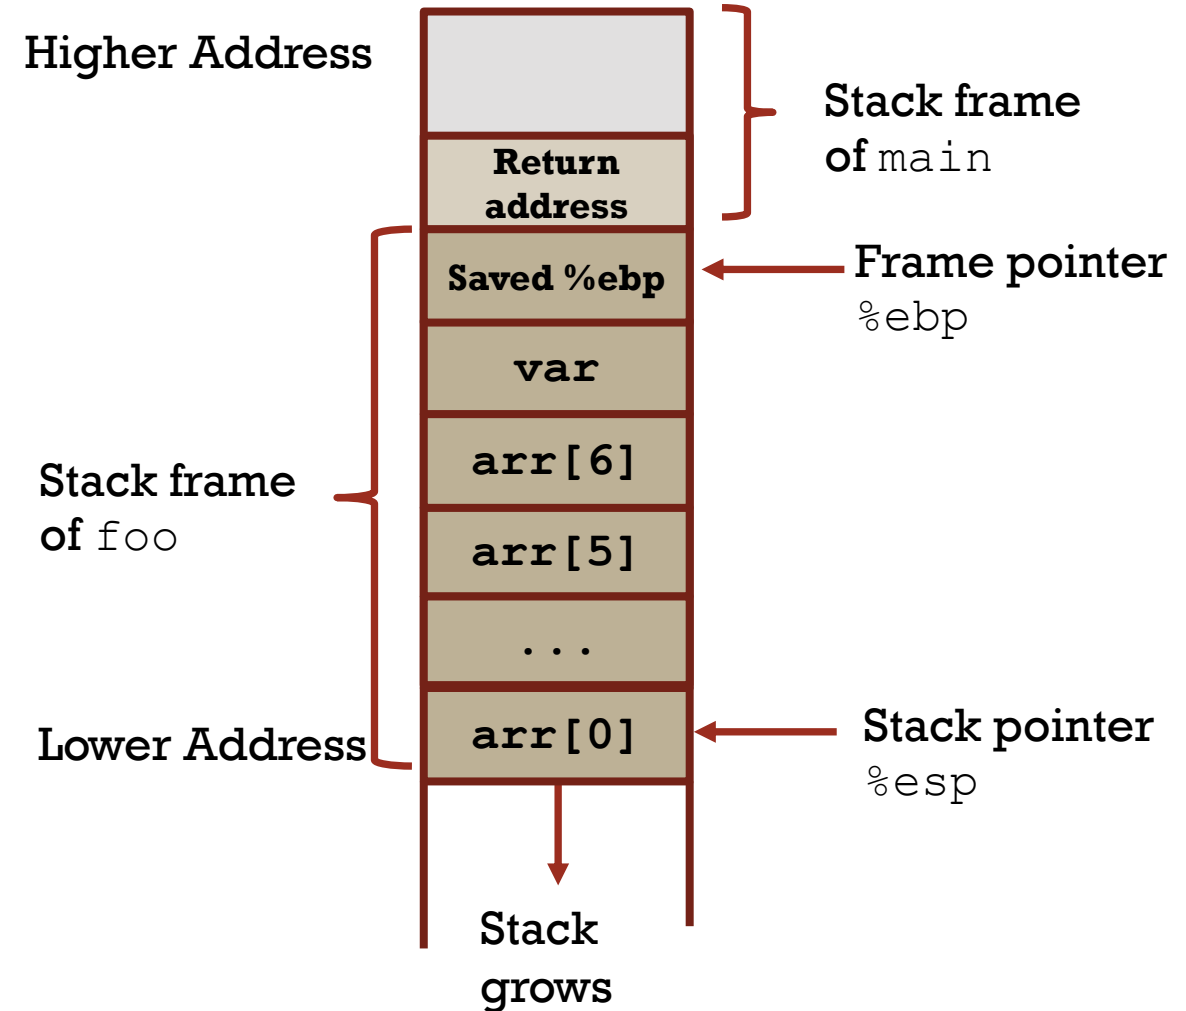 Higher Address
Stack frame
of main
Return
address
Saved %ebp
Frame pointer
%ebp
var
arr[6]
Stack frame
of foo
arr[5]
...
Lower Address
arr[0]
Stack pointer
%esp
Stack
grows